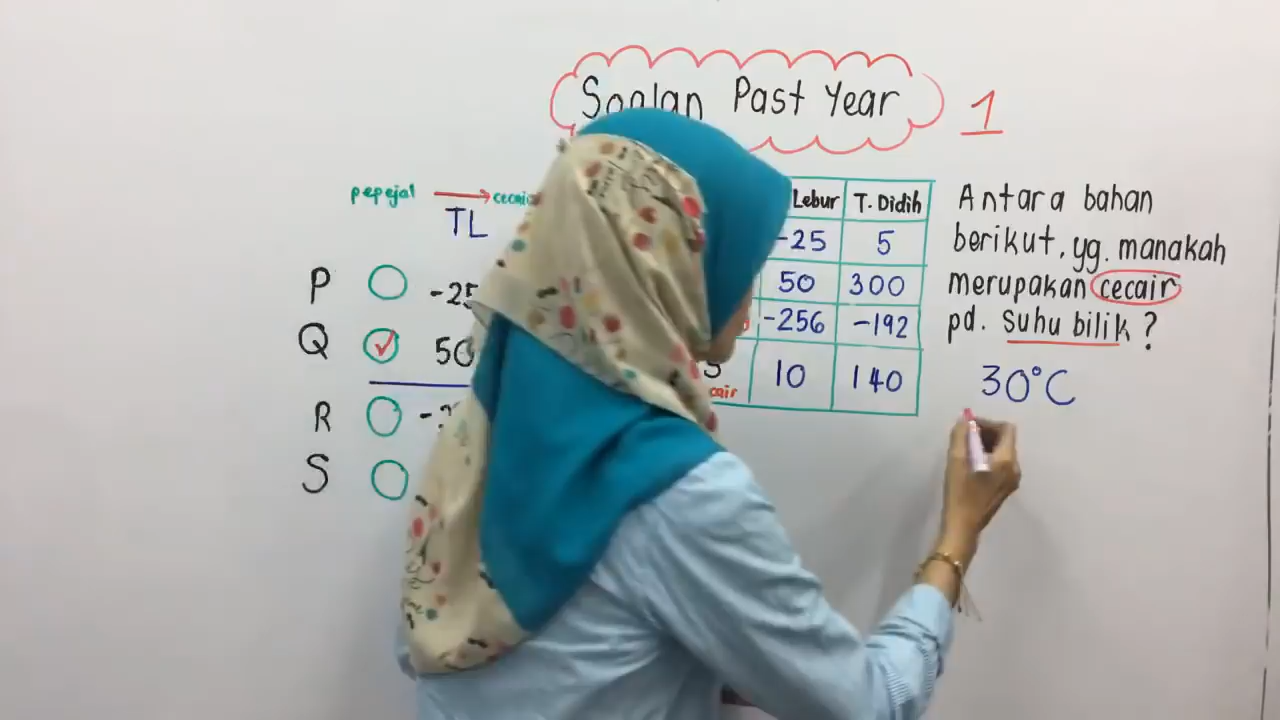 Soalan Past Year 1
pepejal → cecair
TL
P -25
Q 50
R
S
Lebur T. Didih
-25 5
50 300
-256 -192
10 140
Antara bahan
berikut, yg. manakah
merupakan cecair
pd. suhu bilik?
30°C